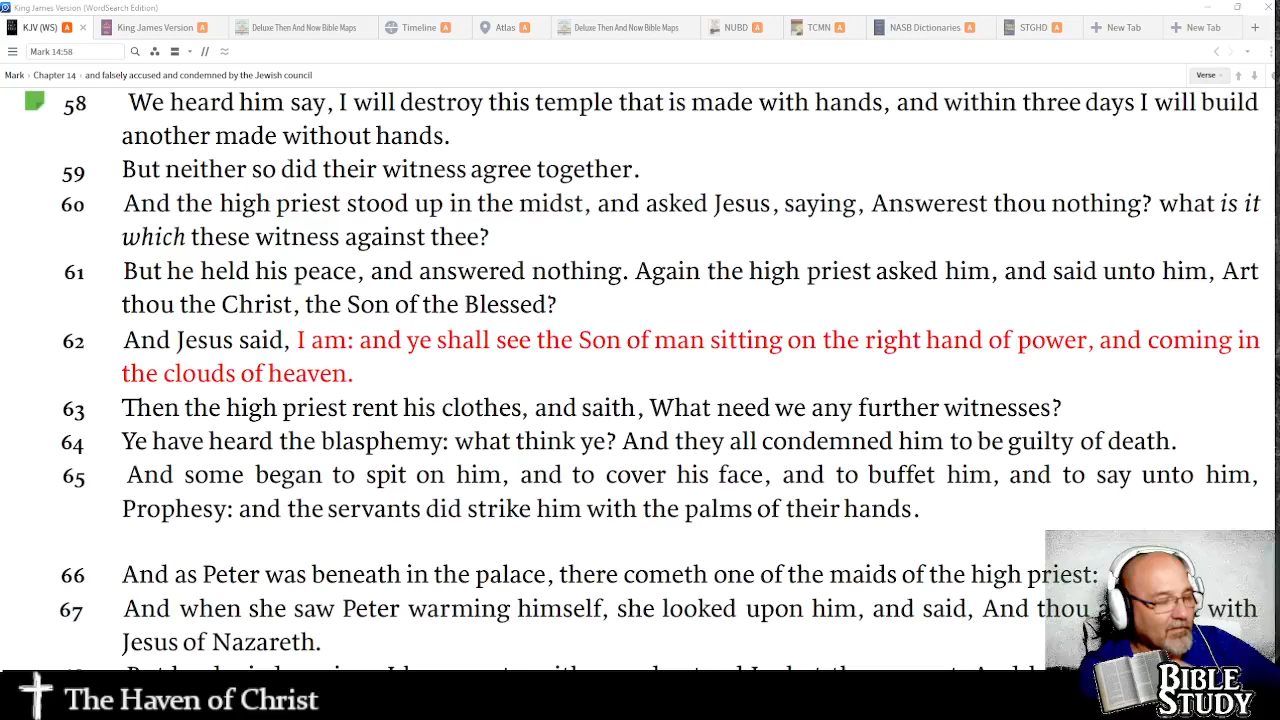 King James Version (WordSearch Edition)
KJV (WS) A King James Version A Deluxe Then And Now Bible Maps Timeline A Atlas A Deluxe Then And Now Bible Maps NUBD A TCMN A NASB Dictionaries A STGHD A New Tab New Tab
Mark 14:58
Mark › Chapter 14 › and falsely accused and condemned by the Jewish council Verse
58 We heard him say, I will destroy this temple that is made with hands, and within three days I will build
another made without hands.
59 But neither so did their witness agree together.
60 And the high priest stood up in the midst, and asked Jesus, saying, Answerest thou nothing? what is it
which these witness against thee?
61 But he held his peace, and answered nothing. Again the high priest asked him, and said unto him, Art
thou the Christ, the Son of the Blessed?
62 And Jesus said, I am: and ye shall see the Son of man sitting on the right hand of power, and coming in
the clouds of heaven.
63 Then the high priest rent his clothes, and saith, What need we any further witnesses?
64 Ye have heard the blasphemy: what think ye? And they all condemned him to be guilty of death.
65 And some began to spit on him, and to cover his face, and to buffet him, and to say unto him,
Prophesy: and the servants did strike him with the palms of their hands.
66 And as Peter was beneath in the palace, there cometh one of the maids of the high priest:
67 And when she saw Peter warming himself, she looked upon him, and said, And thou with
Jesus of Nazareth.
The Haven of Christ
BIBLE
STUDY